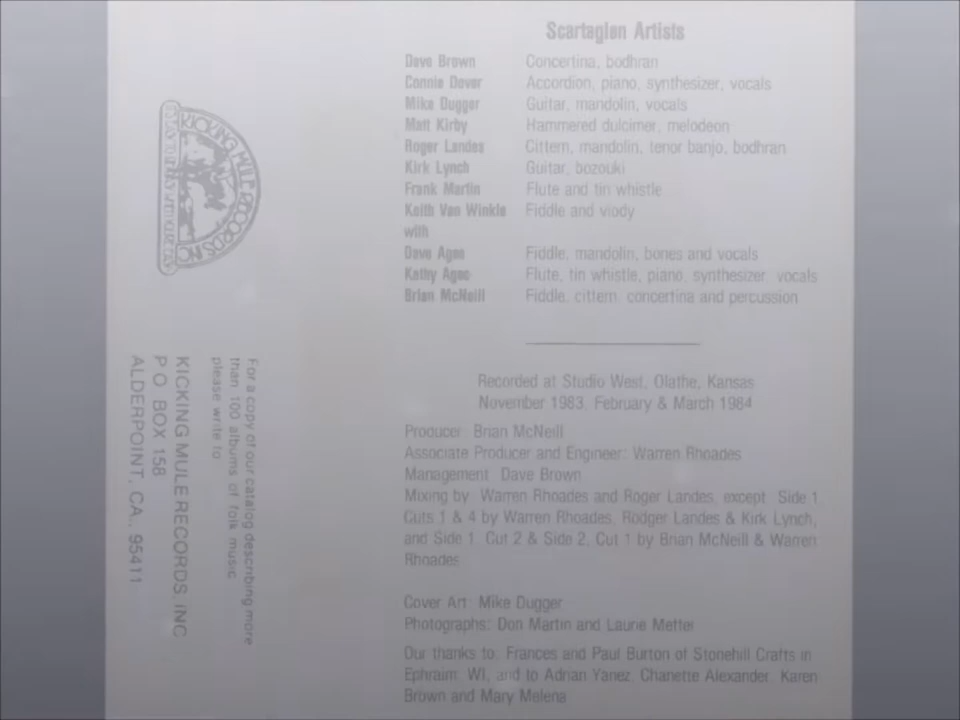 Scartaglen Artists
Dave Brown Concertina, bodhran
Connie Dover Accordion, piano, synthesizer, vocals
Mike Dugger Guitar, mandolin, vocals
Matt Kirby Hammered dulcimer, melodeon
Roger Landes Cittern, mandolin, tenor banjo, bodhran
Kirk Lynch Guitar, bozouki
Frank Martin Flute and tin whistle
Keith Van Winkle Fiddle and
with
Dave Agee Fiddle, mandolin, bones and vocals
Kathy Agee Flute, tin whistle, piano, synthesizer, vocals
Brian McNeill Fiddle, cittern, concertina and percussion
Recorded at Studio West, Olathe, Kansas
November 1983, February & March 1984
Producer: Brian McNeill
Associate Producer and Engineer: Warren Rhoades
Management: Dave Brown
Mixing by: Warren Rhoades and Roger Landes, except: Side 1,
Cuts 1 & 4 by Warren Rhoades, Rodger Landes & Kirk Lynch,
and Side 1, Cut 2 & Side 2, Cut 1 by Brian McNeill & Warren
Rhoades.
Cover Art: Mike Dugger
Photographs: Don Martin and Laurie Metter
Our thanks to: Frances and Paul Burton of Stonehill Crafts in
Ephraim, WI, and to Adrian Yanez, Chanette Alexander, Karen
Brown and Mary Melena
KICKING MULE RECORDS, INC.
For a copy of our catalog describing more
than 100 albums of folk music
please write to:
KICKING MULE RECORDS, INC
P.O. BOX 158
ALDERPOINT, CA., 95411